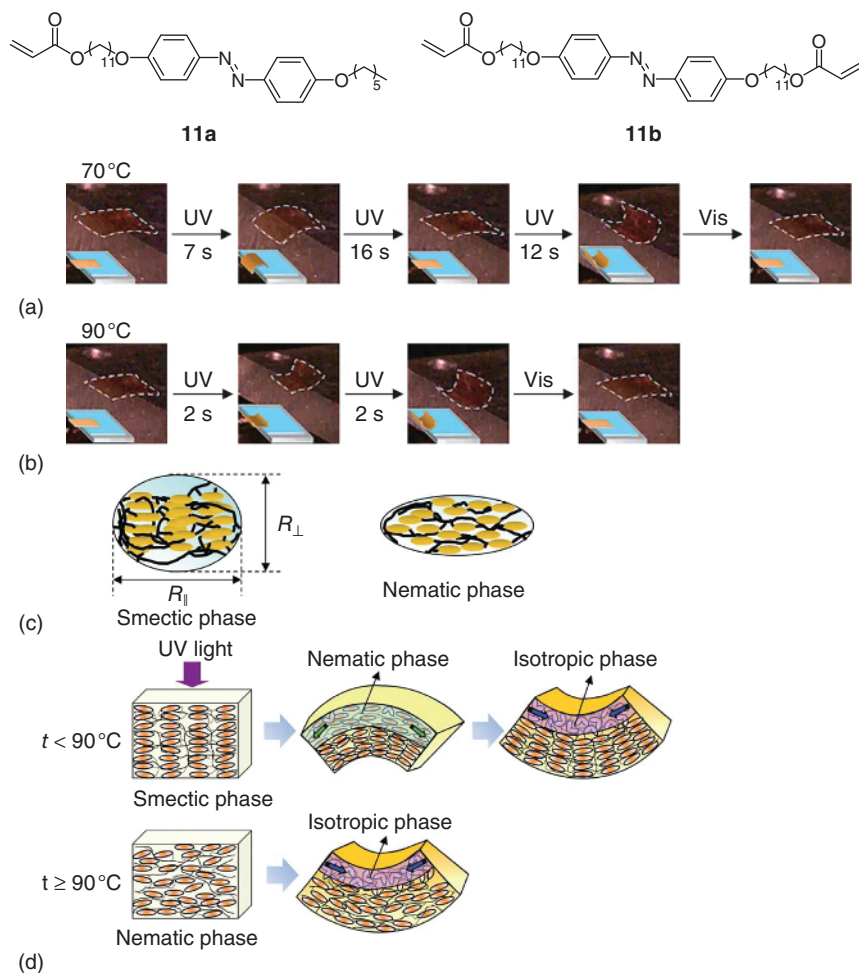 O
O
11
O
N
N
O
5
O
O
11
O
N
N
O
11
O
O
11a
11b
70 °C
UV
7 s
UV
16 s
UV
12 s
Vis
(a)
90 °C
UV
2 s
UV
2 s
Vis
(b)
R⊥
R∥
Smectic phase
Nematic phase
(c)
UV light
t < 90 °C
Smectic phase
Nematic phase
Isotropic phase
t ≥ 90 °C
Nematic phase
Isotropic phase
(d)